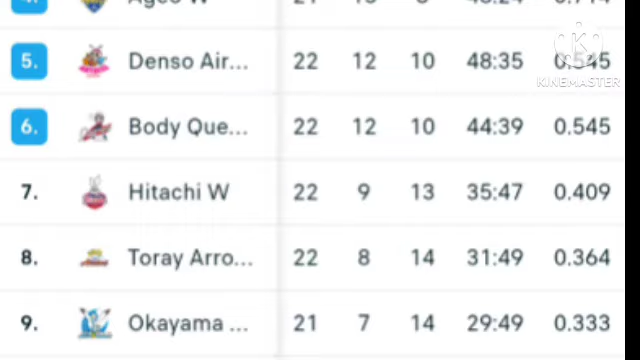 5. Denso Air... 22 12 10 48:35 0.545
KINEMASTER
6. Body Que... 22 12 10 44:39 0.545
7. Hitachi W 22 9 13 35:47 0.409
8. Toray Arro... 22 8 14 31:49 0.364
9. Okayama ... 21 7 14 29:49 0.333